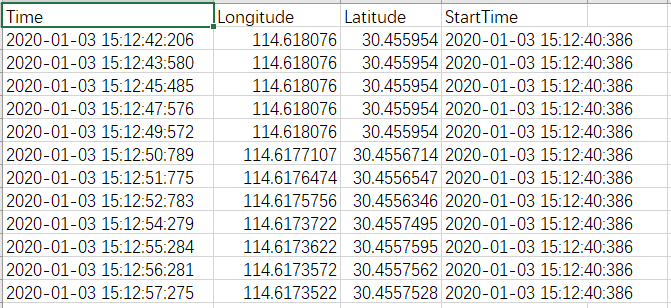 Time Longitude Latitude StartTime
2020-01-03 15:12:42:206 114.618076 30.455954 2020-01-03 15:12:40:386
2020-01-03 15:12:43:580 114.618076 30.455954 2020-01-03 15:12:40:386
2020-01-03 15:12:45:485 114.618076 30.455954 2020-01-03 15:12:40:386
2020-01-03 15:12:47:576 114.618076 30.455954 2020-01-03 15:12:40:386
2020-01-03 15:12:49:572 114.618076 30.455954 2020-01-03 15:12:40:386
2020-01-03 15:12:50:789 114.6177107 30.4556714 2020-01-03 15:12:40:386
2020-01-03 15:12:51:775 114.6176474 30.4556547 2020-01-03 15:12:40:386
2020-01-03 15:12:52:783 114.6175756 30.4556346 2020-01-03 15:12:40:386
2020-01-03 15:12:54:279 114.6173722 30.4557495 2020-01-03 15:12:40:386
2020-01-03 15:12:55:284 114.6173622 30.4557595 2020-01-03 15:12:40:386
2020-01-03 15:12:56:281 114.6173572 30.4557562 2020-01-03 15:12:40:386
2020-01-03 15:12:57:275 114.6173522 30.4557528 2020-01-03 15:12:40:386